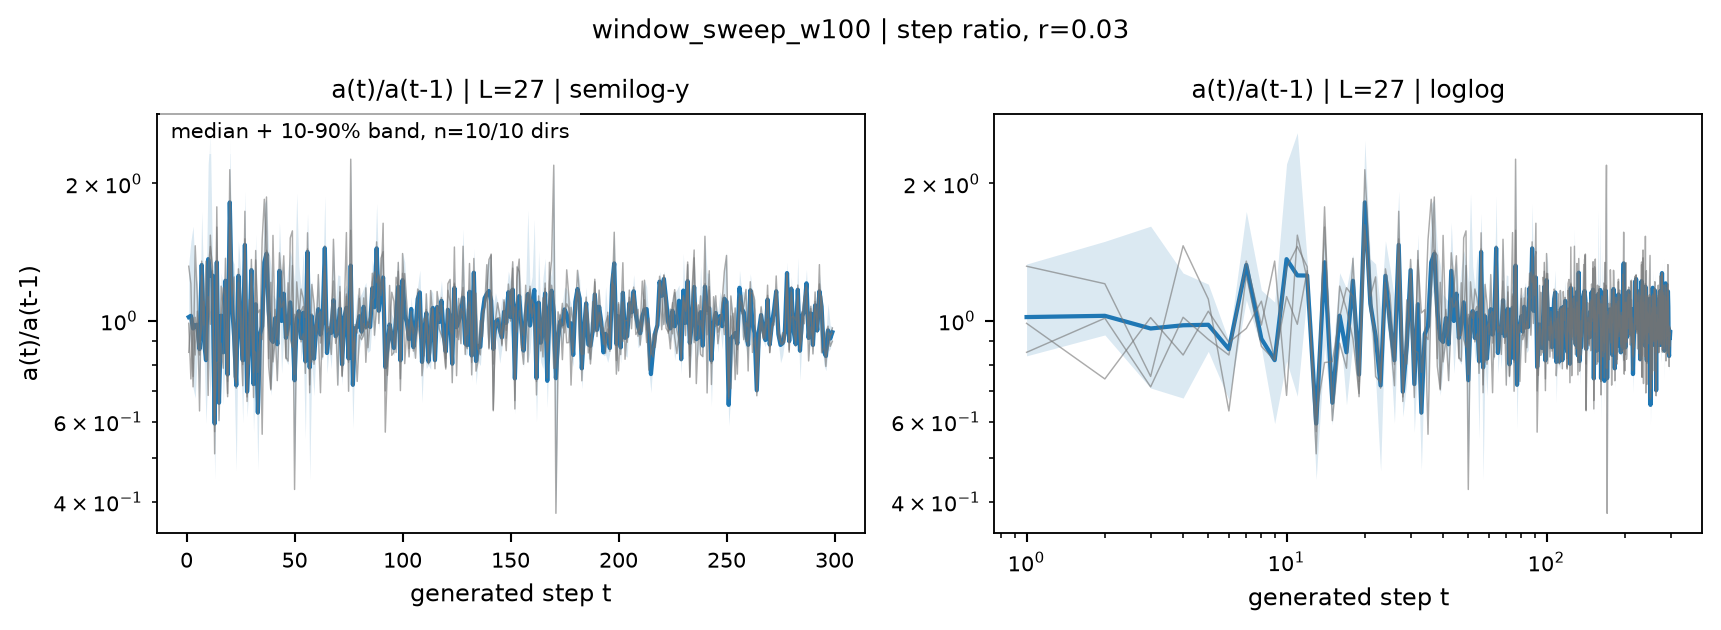 window_sweep_w100 | step ratio, r=0.03
a(t)/a(t-1) | L=27 | semilog-y
median + 10-90% band, n=10/10 dirs
a(t)/a(t-1)
2 × 10⁰
10⁰
6 × 10⁻¹
4 × 10⁻¹
0 50 100 150 200 250 300
generated step t
a(t)/a(t-1) | L=27 | loglog
2 × 10⁰
10⁰
6 × 10⁻¹
4 × 10⁻¹
10⁰ 10¹ 10²
generated step t